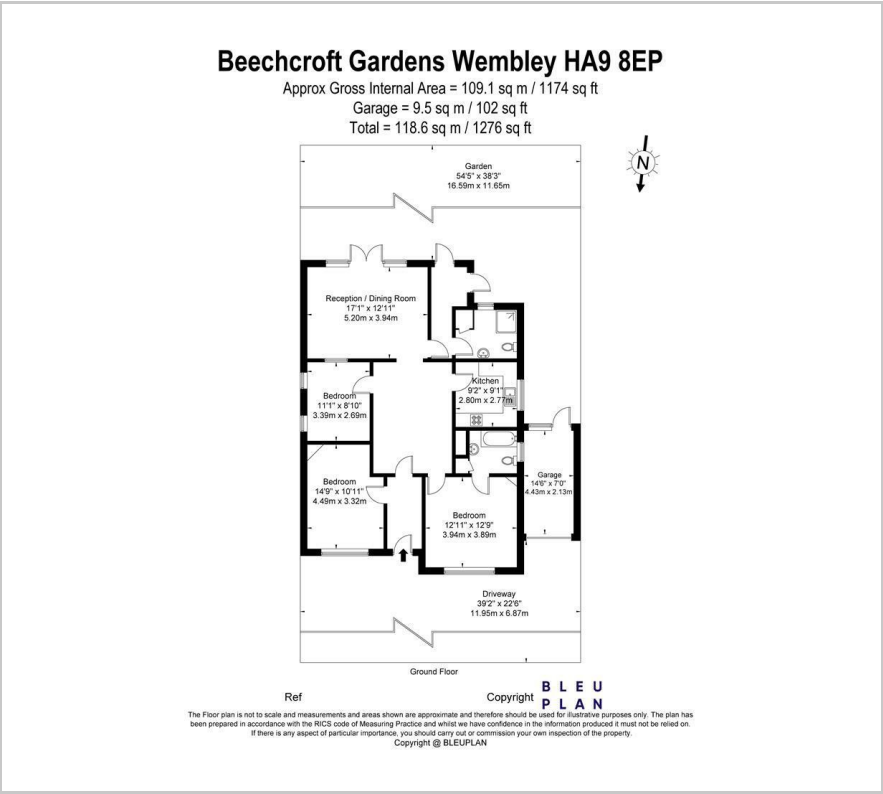 Beechcroft Gardens Wembley HA9 8EP
Approx Gross Internal Area = 109.1 sq m / 1174 sq ft
Garage = 9.5 sq m / 102 sq ft
Total = 118.6 sq m / 1276 sq ft
Garden
54'5" x 38'3"
16.59m x 11.65m
N
Reception / Dining Room
17'1" x 12'11"
5.20m x 3.94m
Bedroom
11'1" x 8'10"
3.39m x 2.69m
Kitchen
9'2" x 9'1"
2.80m x 2.77m
Bedroom
14'9" x 10'11"
4.49m x 3.32m
Garage
14'6" x 7'0"
4.43m x 2.13m
Bedroom
12'11" x 12'9"
3.94m x 3.89m
Driveway
39'2" x 22'6"
11.95m x 6.87m
Ground Floor
Ref
Copyright
BLEU
PLAN
The Floor plan is not to scale and measurements and areas shown are approximate and therefore should be used for illustrative purposes only. The plan has
been prepared in accordance with the RICS code of Measuring Practice and whilst we have confidence in the information produced it must not be relied on.
If there is any aspect of particular importance, you should carry out or commission your own inspection of the property.
Copyright @ BLEUPLAN